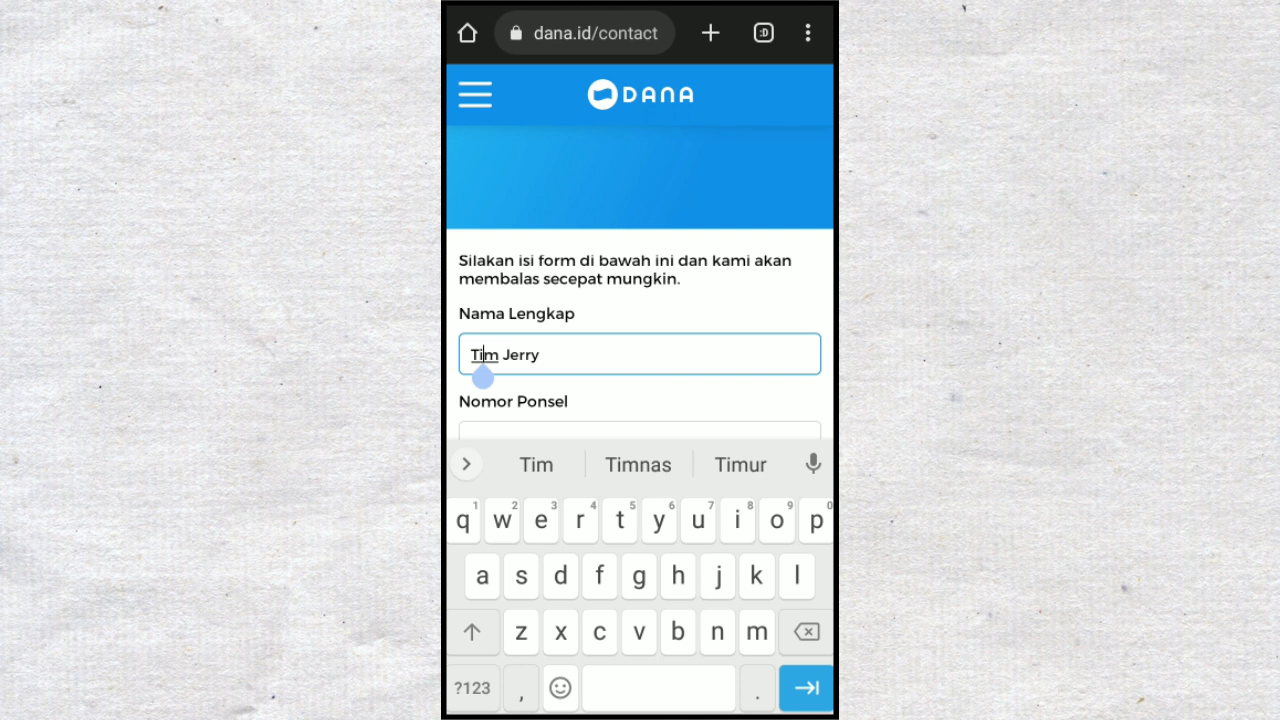 dana.id/contact :D
DANA
Silakan isi form di bawah ini dan kami akan
membalas secepat mungkin.
Nama Lengkap
Tim Jerry
Nomor Ponsel
Tim Timnas Timur
1 2 3 4 5 6 7 8 9 0
q w e r t y u i o p
a s d f g h j k l
z x c v b n m
?123 , .